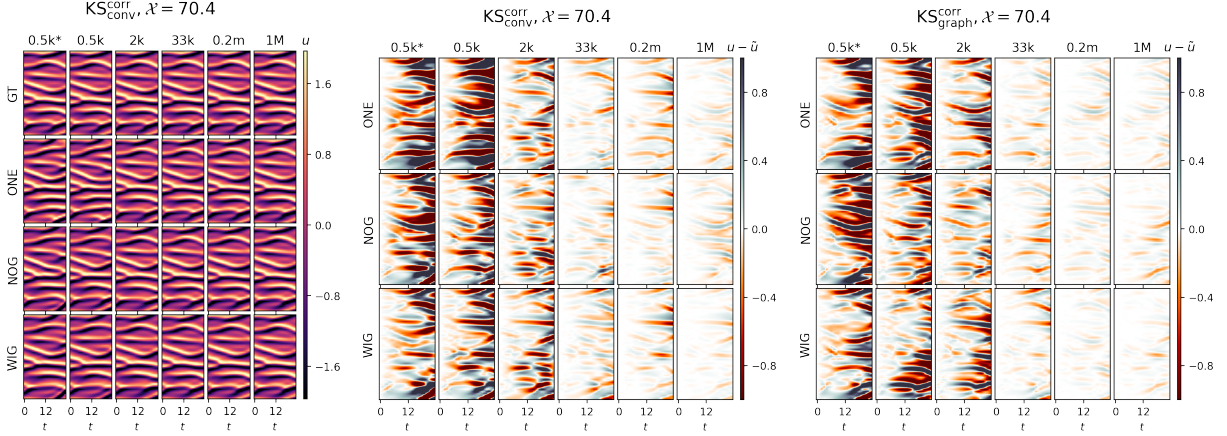 KS^corr_conv, 𝒳 = 70.4
0.5k* 0.5k 2k 33k 0.2m 1M u
GT
ONE
NOG
WIG
1.6
0.8
0.0
−0.8
−1.6
0 12 0 12 0 12 0 12 0 12 0 12
t t t t t t
KS^corr_conv, 𝒳 = 70.4
0.5k* 0.5k 2k 33k 0.2m 1M u − ũ
ONE
NOG
WIG
0.8
0.4
0.0
−0.4
−0.8
0 12 0 12 0 12 0 12 0 12 0 12
t t t t t t
KS^corr_graph, 𝒳 = 70.4
0.5k* 0.5k 2k 33k 0.2m 1M u − ũ
ONE
NOG
WIG
0.8
0.4
0.0
−0.4
−0.8
0 12 0 12 0 12 0 12 0 12 0 12
t t t t t t